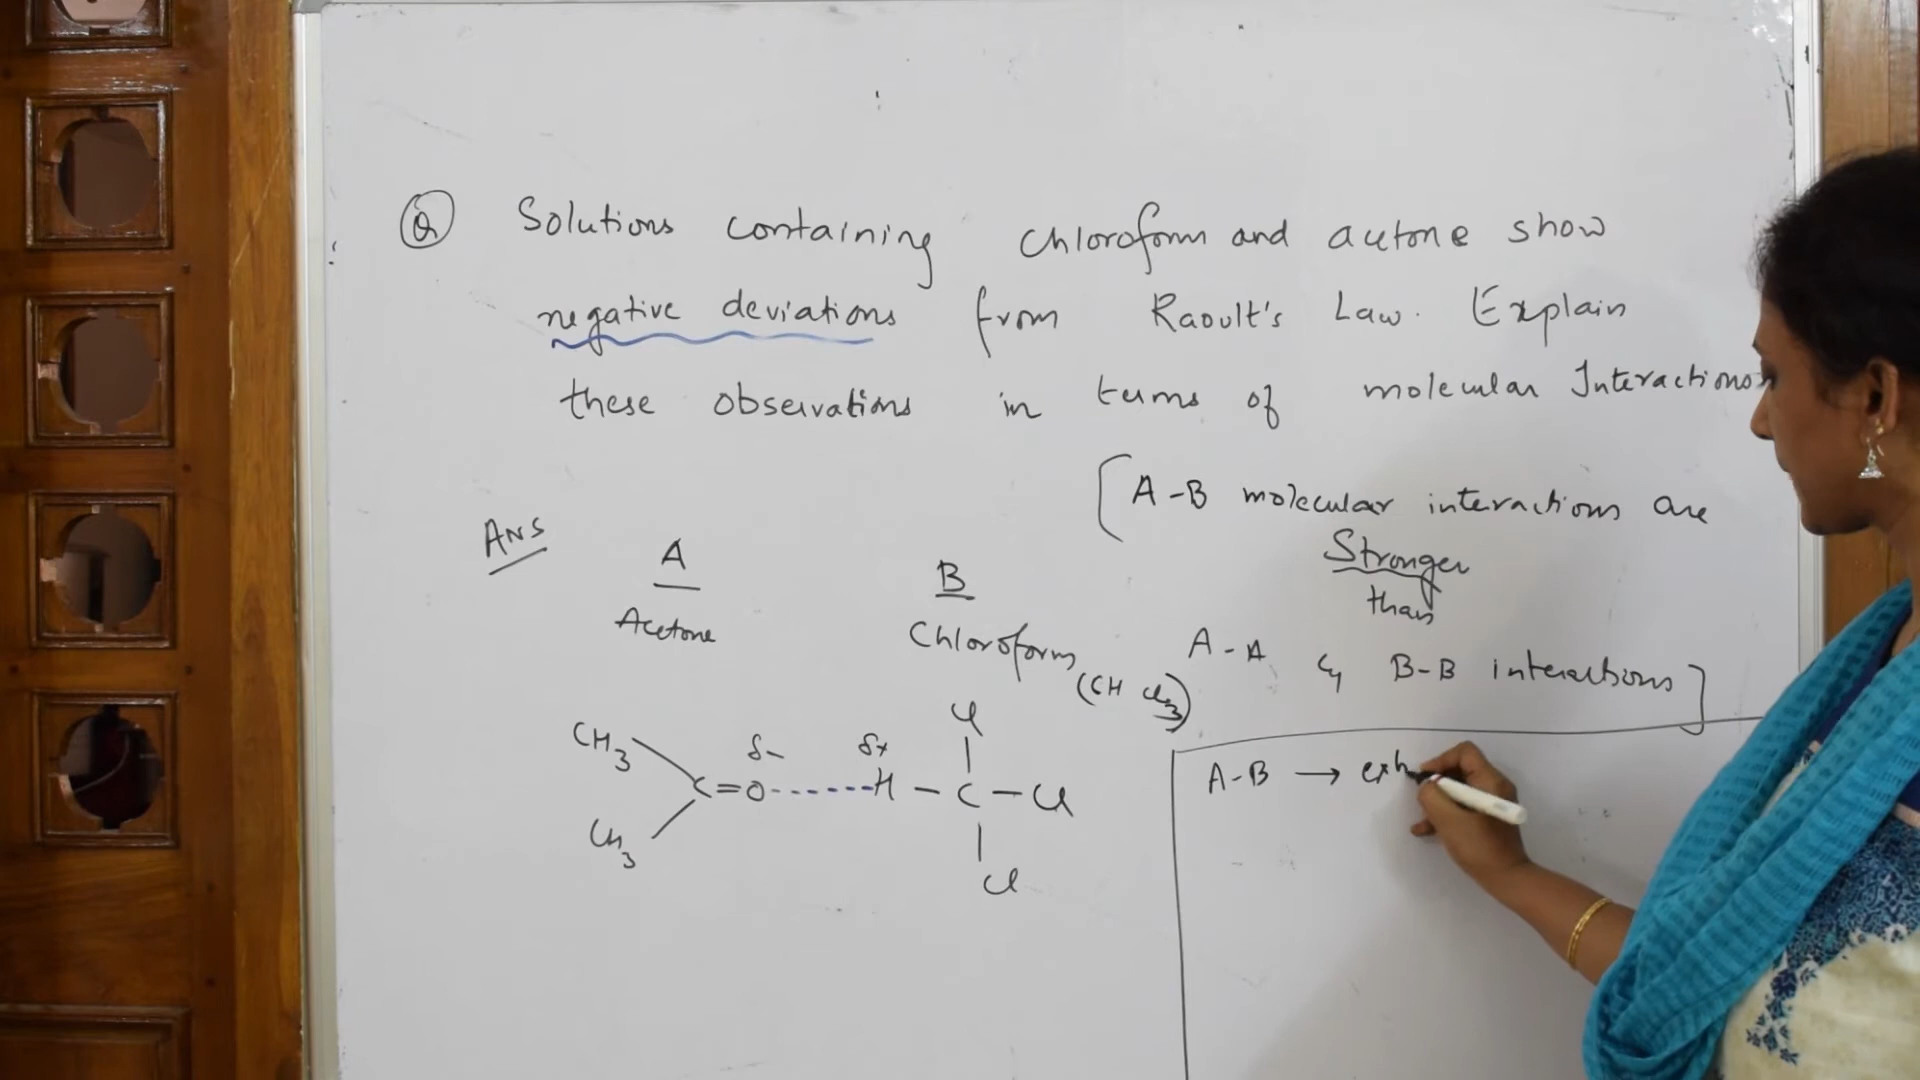 Q Solutions containing chloroform and acetone show
negative deviations from Raoult's Law. Explain
these observations in terms of molecular Interactions
[A-B molecular interactions are
Stronger
than
A-A & B-B interactions]
Ans
A
Acetone
B
Chloroform
(CHCl3)
CH3
CH3
C=O------H-C-Cl
δ-
δ+
Cl
Cl
A-B → exh